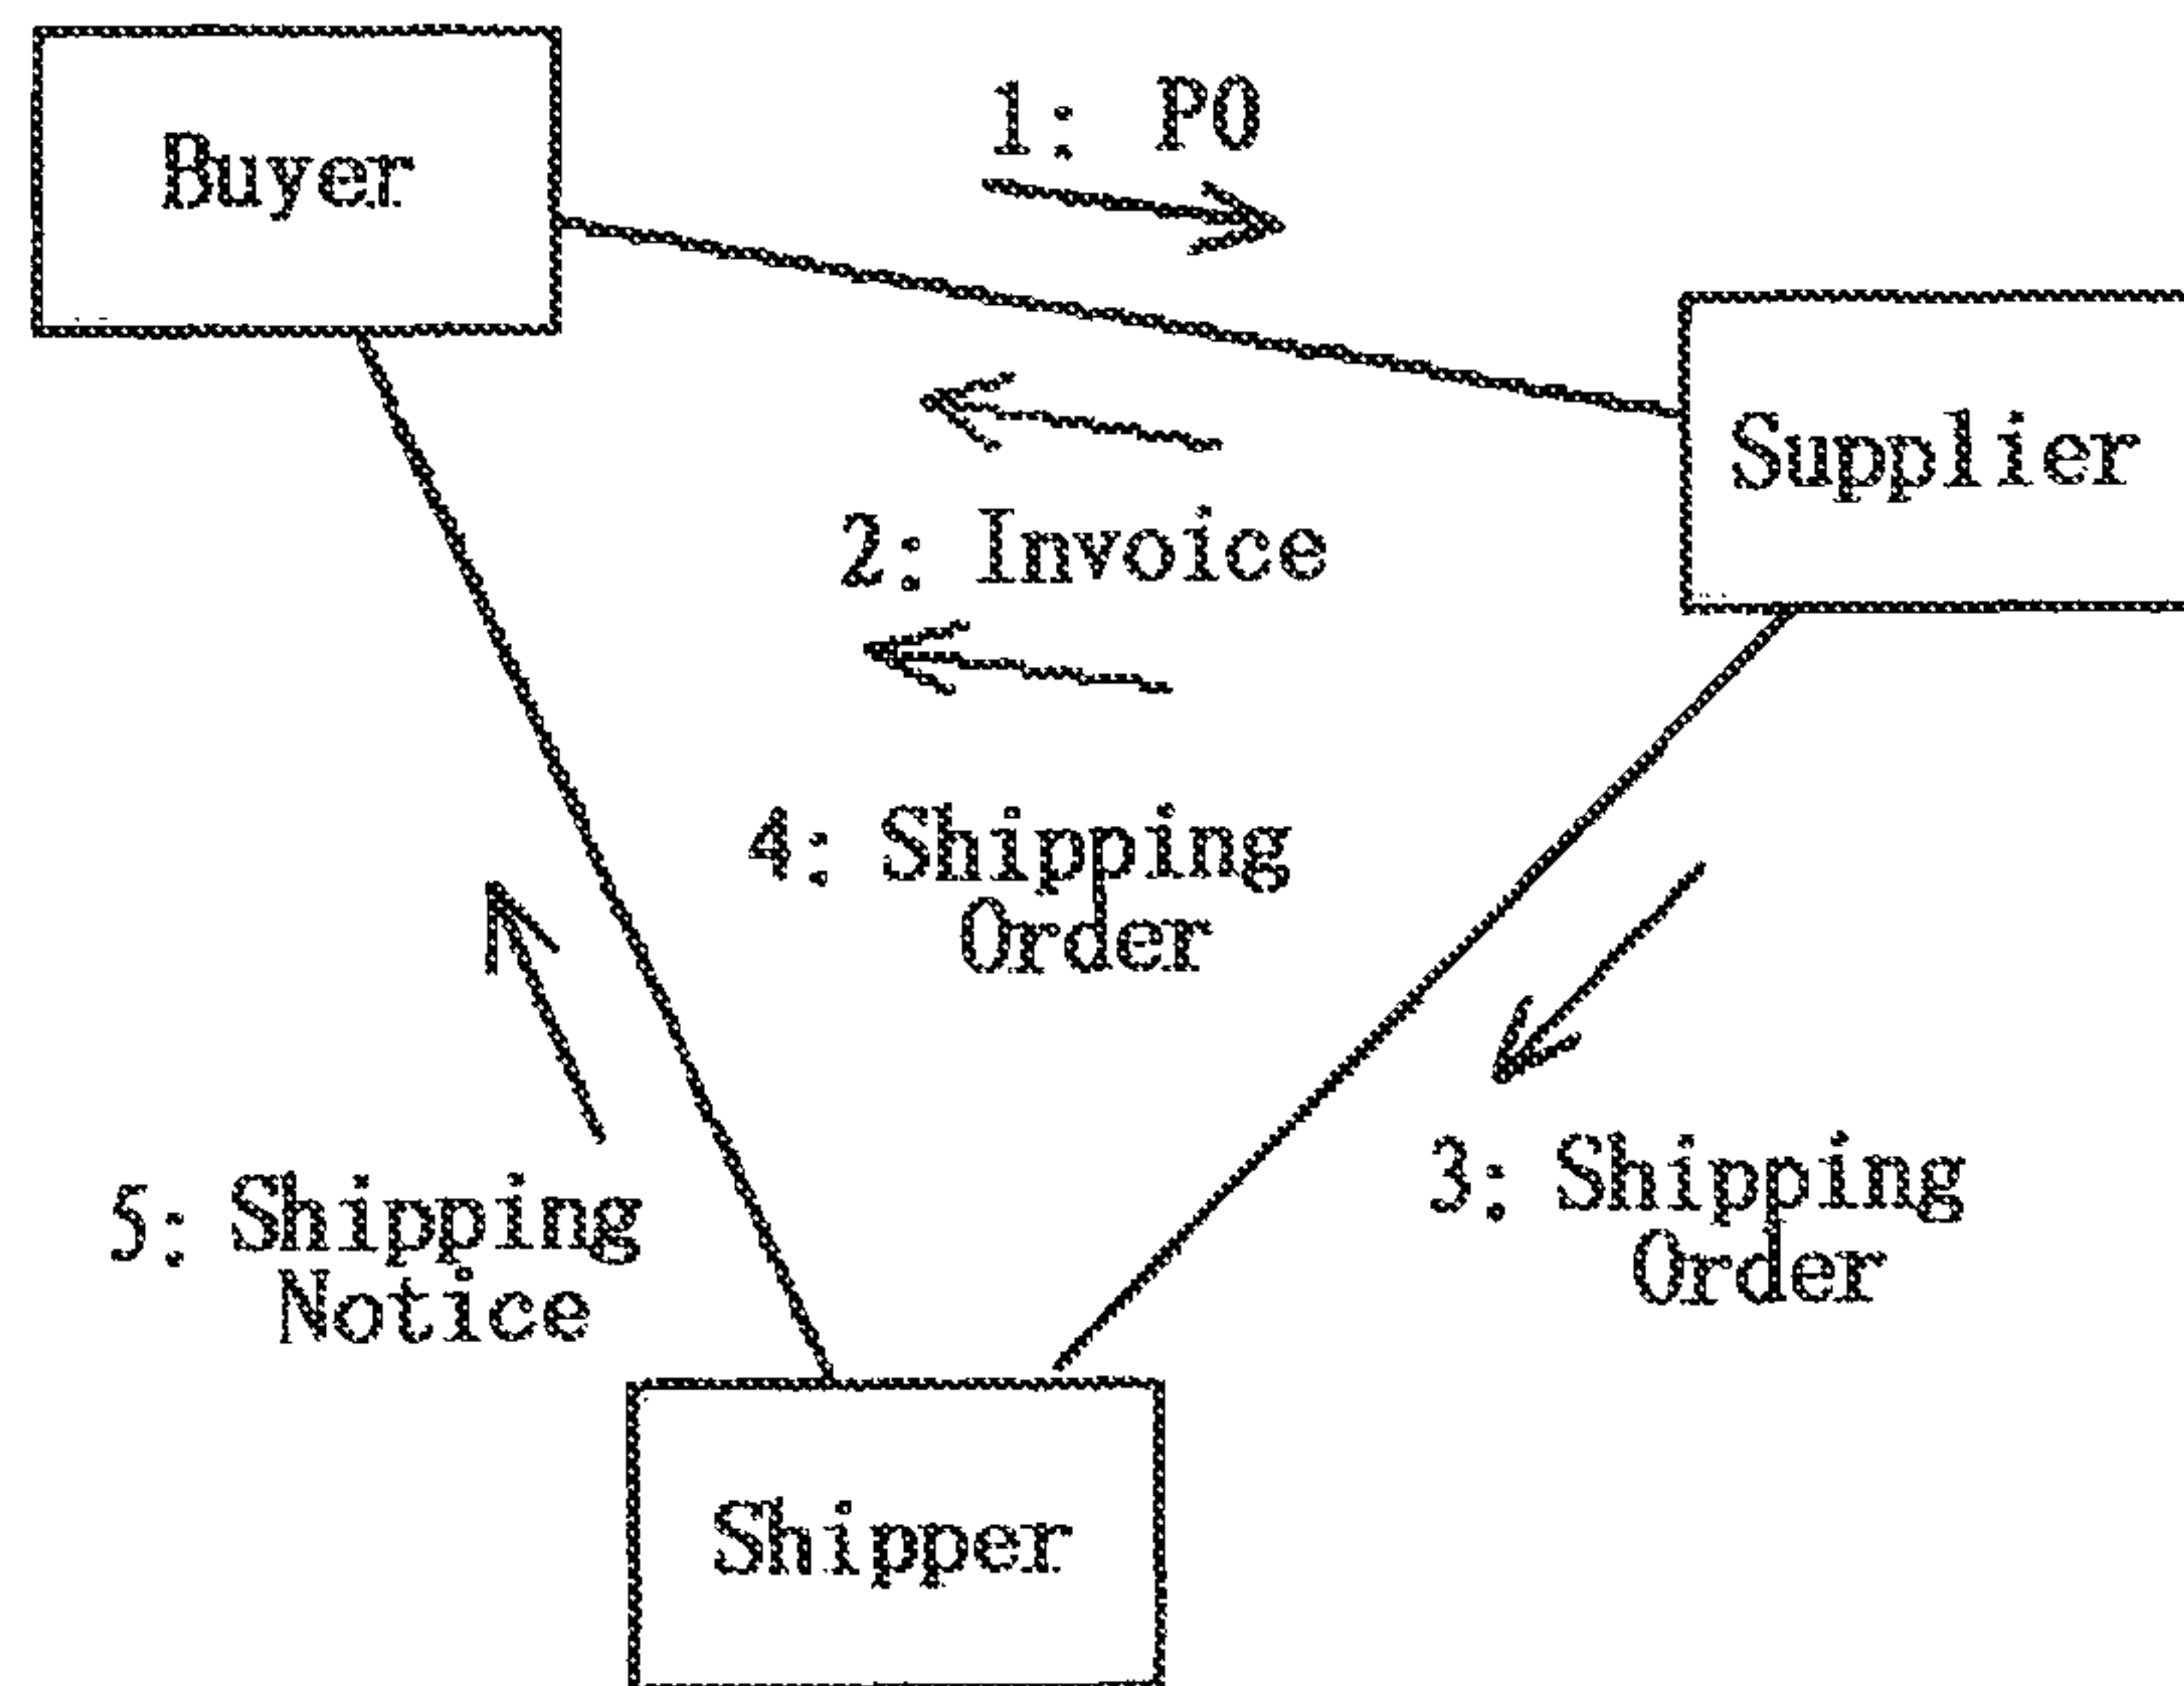 Buyer
1: PO
Supplier
2: Invoice
4: Shipping
Order
3: Shipping
Order
5: Shipping
Notice
Shipper